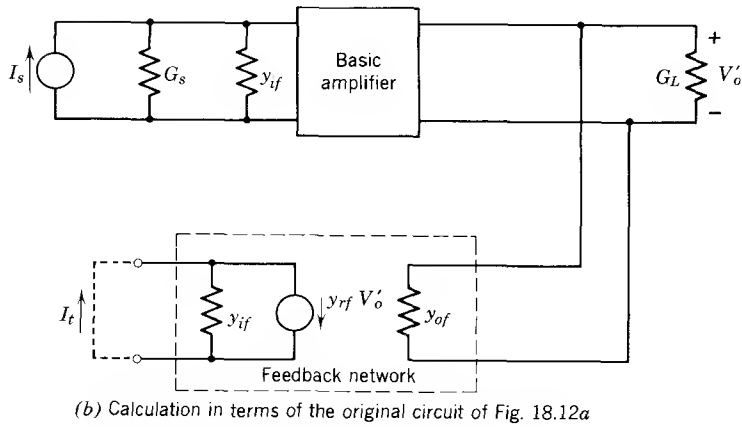 Basic
amplifier
I_s
G_s
y_if
+
G_L
V'_o
−
I_t
y_if
y_rf V'_o
y_of
Feedback network
(b) Calculation in terms of the original circuit of Fig. 18.12a